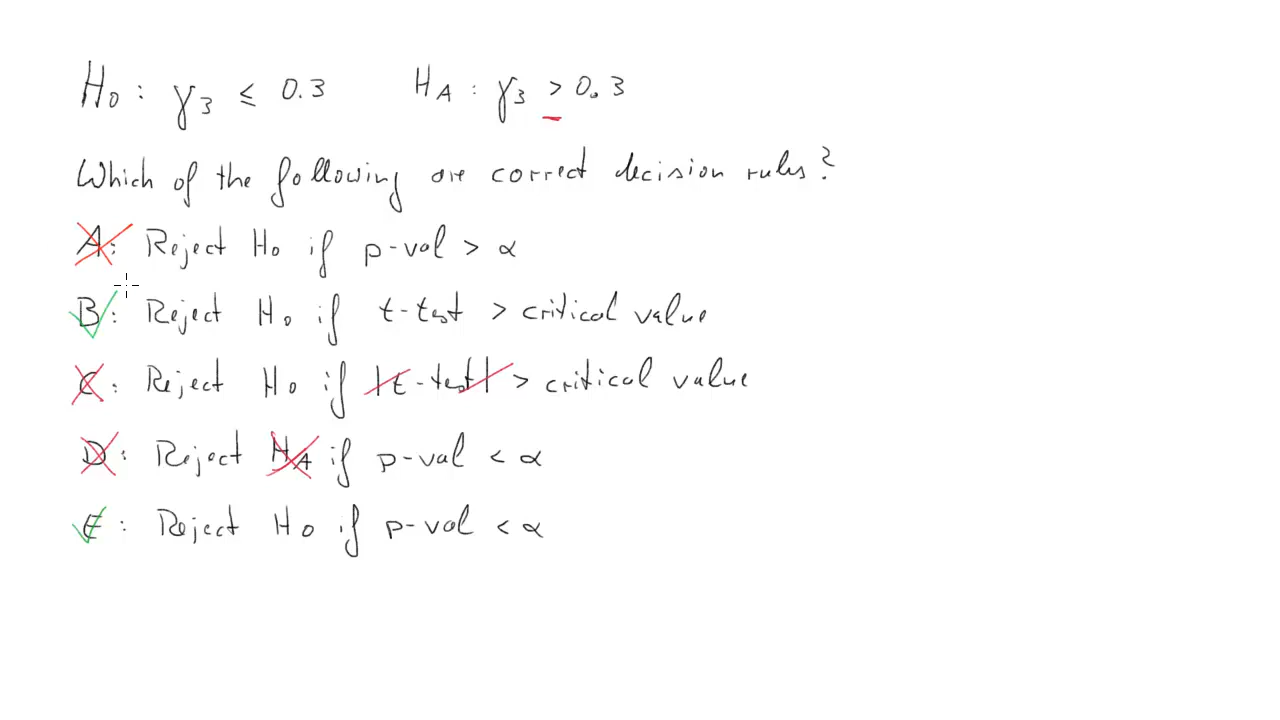 H0 : γ3 ≤ 0.3 HA : γ3 > 0.3
Which of the following are correct decision rules?
A: Reject H0 if p-val > α
B: Reject H0 if t-test > critical value
C: Reject H0 if |t-test| > critical value
D: Reject HA if p-val < α
E: Reject H0 if p-val < α